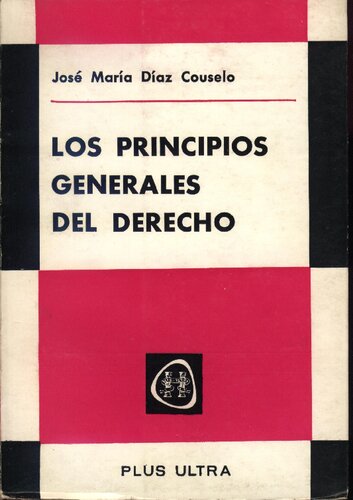 José María Díaz Couselo
LOS PRINCIPIOS
GENERALES
DEL DERECHO
PLUS ULTRA